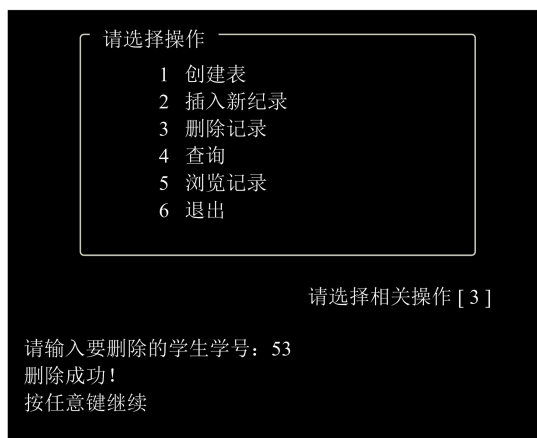 请选择操作
1 创建表
2 插入新纪录
3 删除记录
4 查询
5 浏览记录
6 退出
请选择相关操作 [ 3 ]
请输入要删除的学生学号：53
删除成功！
按任意键继续